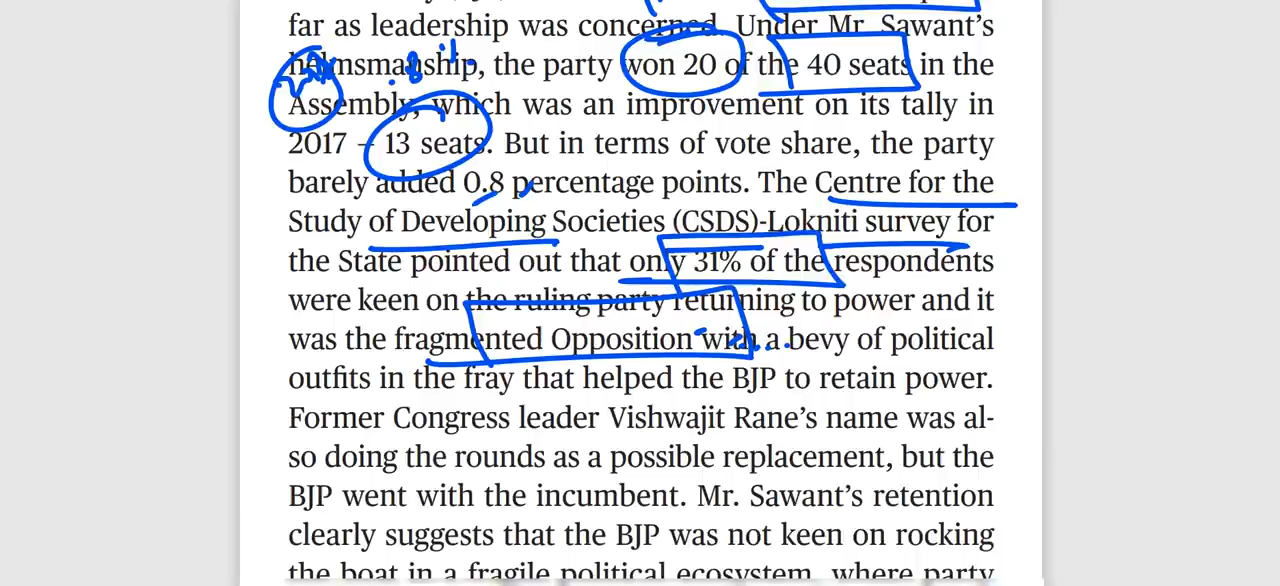 far as leadership was concerned. Under Mr. Sawant's
helmsmanship, the party won 20 of the 40 seats in the
Assembly, which was an improvement on its tally in
2017 – 13 seats. But in terms of vote share, the party
barely added 0.8 percentage points. The Centre for the
Study of Developing Societies (CSDS)-Lokniti survey for
the State pointed out that only 31% of the respondents
were keen on the ruling party returning to power and it
was the fragmented Opposition with a bevy of political
outfits in the fray that helped the BJP to retain power.
Former Congress leader Vishwajit Rane's name was al-
so doing the rounds as a possible replacement, but the
BJP went with the incumbent. Mr. Sawant's retention
clearly suggests that the BJP was not keen on rocking
the boat in a fragile political ecosystem, where party